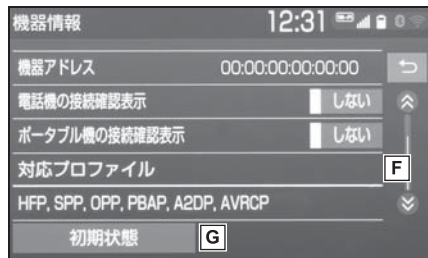 機器情報 12:31 0
機器アドレス 00:00:00:00:00:00
電話機の接続確認表示 しない
ポータブル機の接続確認表示 しない
対応プロファイル F
HFP, SPP, OPP, PBAP, A2DP, AVRCP
初期状態 G